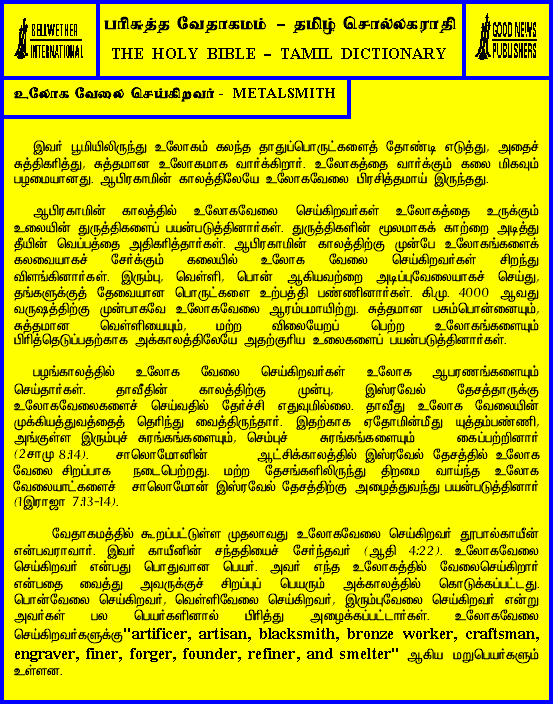 BELLWETHER
INTERNATIONAL
பரிசுத்த வேதாகமம் – தமிழ் சொல்லகராதி
THE HOLY BIBLE – TAMIL DICTIONARY
GOOD NEWS
PUBLISHERS
உலோக வேலை செய்கிறவர் - METALSMITH
இவர் பூமியிலிருந்து உலோகம் கலந்த தாதுப்பொருட்களைத் தோண்டி எடுத்து, அதைச்
சுத்திகரித்து, சுத்தமான உலோகமாக வார்க்கிறார். உலோகத்தை வார்க்கும் கலை மிகவும்
பழமையானது. ஆபிரகாமின் காலத்திலேயே உலோகவேலை பிரசித்தமாய் இருந்தது.
ஆபிரகாமின் காலத்தில் உலோகவேலை செய்கிறவர்கள் உலோகத்தை உருக்கும்
உலையின் துருத்திகளைப் பயன்படுத்தினார்கள். துருத்திகளின் மூலமாகக் காற்றை அடித்து
தீயின் வெப்பத்தை அதிகரித்தார்கள். ஆபிரகாமின் காலத்திற்கு முன்பே உலோகங்களைக்
கலவையாகச் சேர்க்கும் கலையில் உலோக வேலை செய்கிறவர்கள் சிறந்து
விளங்கினார்கள். இரும்பு, வெள்ளி, பொன் ஆகியவற்றை அடிப்புவேலையாகச் செய்து,
தங்களுக்குத் தேவையான பொருட்களை உற்பத்தி பண்ணினார்கள். கி.மு. 4000 ஆவது
வருஷத்திற்கு முன்பாகவே உலோகவேலை ஆரம்பமாயிற்று. சுத்தமான பசும்பொன்னையும்,
சுத்தமான வெள்ளியையும், மற்ற விலையேறப் பெற்ற உலோகங்களையும்
பிரித்தெடுப்பதற்காக அக்காலத்திலேயே அதற்குரிய உலைகளைப் பயன்படுத்தினார்கள்.
பழங்காலத்தில் உலோக வேலை செய்கிறவர்கள் உலோக ஆபரணங்களையும்
செய்தார்கள். தாவீதின் காலத்திற்கு முன்பு, இஸ்ரவேல் தேசத்தாருக்கு
உலோகவேலைகளைச் செய்வதில் தேர்ச்சி எதுவுமில்லை. தாவீது உலோக வேலையின்
முக்கியத்துவத்தைத் தெரிந்து வைத்திருந்தார். இதற்காக ஏதோமின்மீது யுத்தம்பண்ணி,
அங்குள்ள இரும்புச் சுரங்கங்களையும், செம்புச் சுரங்கங்களையும் கைப்பற்றினார்
(2சாமு 8:14). சாலொமோனின் ஆட்சிக்காலத்தில் இஸ்ரவேல் தேசத்தில் உலோக
வேலை சிறப்பாக நடைபெற்றது. மற்ற தேசங்களிலிருந்து திறமை வாய்ந்த உலோக
வேலையாட்களைச் சாலொமோன் இஸ்ரவேல் தேசத்திற்கு அழைத்துவந்து பயன்படுத்தினார்
(1இராஜா 7:13-14).
வேதாகமத்தில் கூறப்பட்டுள்ள முதலாவது உலோகவேலை செய்கிறவர் தூபால்காயீன்
என்பவராவார். இவர் காயீனின் சந்ததியைச் சேர்ந்தவர் (ஆதி 4:22). உலோகவேலை
செய்கிறவர் என்பது பொதுவான பெயர். அவர் எந்த உலோகத்தில் வேலைசெய்கிறார்
என்பதை வைத்து அவருக்குச் சிறப்புப் பெயரும் அக்காலத்தில் கொடுக்கப்பட்டது.
பொன்வேலை செய்கிறவர், வெள்ளிவேலை செய்கிறவர், இரும்புவேலை செய்கிறவர் என்று
அவர்கள் பல பெயர்களினால் பிரித்து அழைக்கப்பட்டார்கள். உலோகவேலை
செய்கிறவர்களுக்கு"artificer, artisan, blacksmith, bronze worker, craftsman,
engraver, finer, forger, founder, refiner, and smelter" ஆகிய மறுபெயர்களும்
உள்ளன.